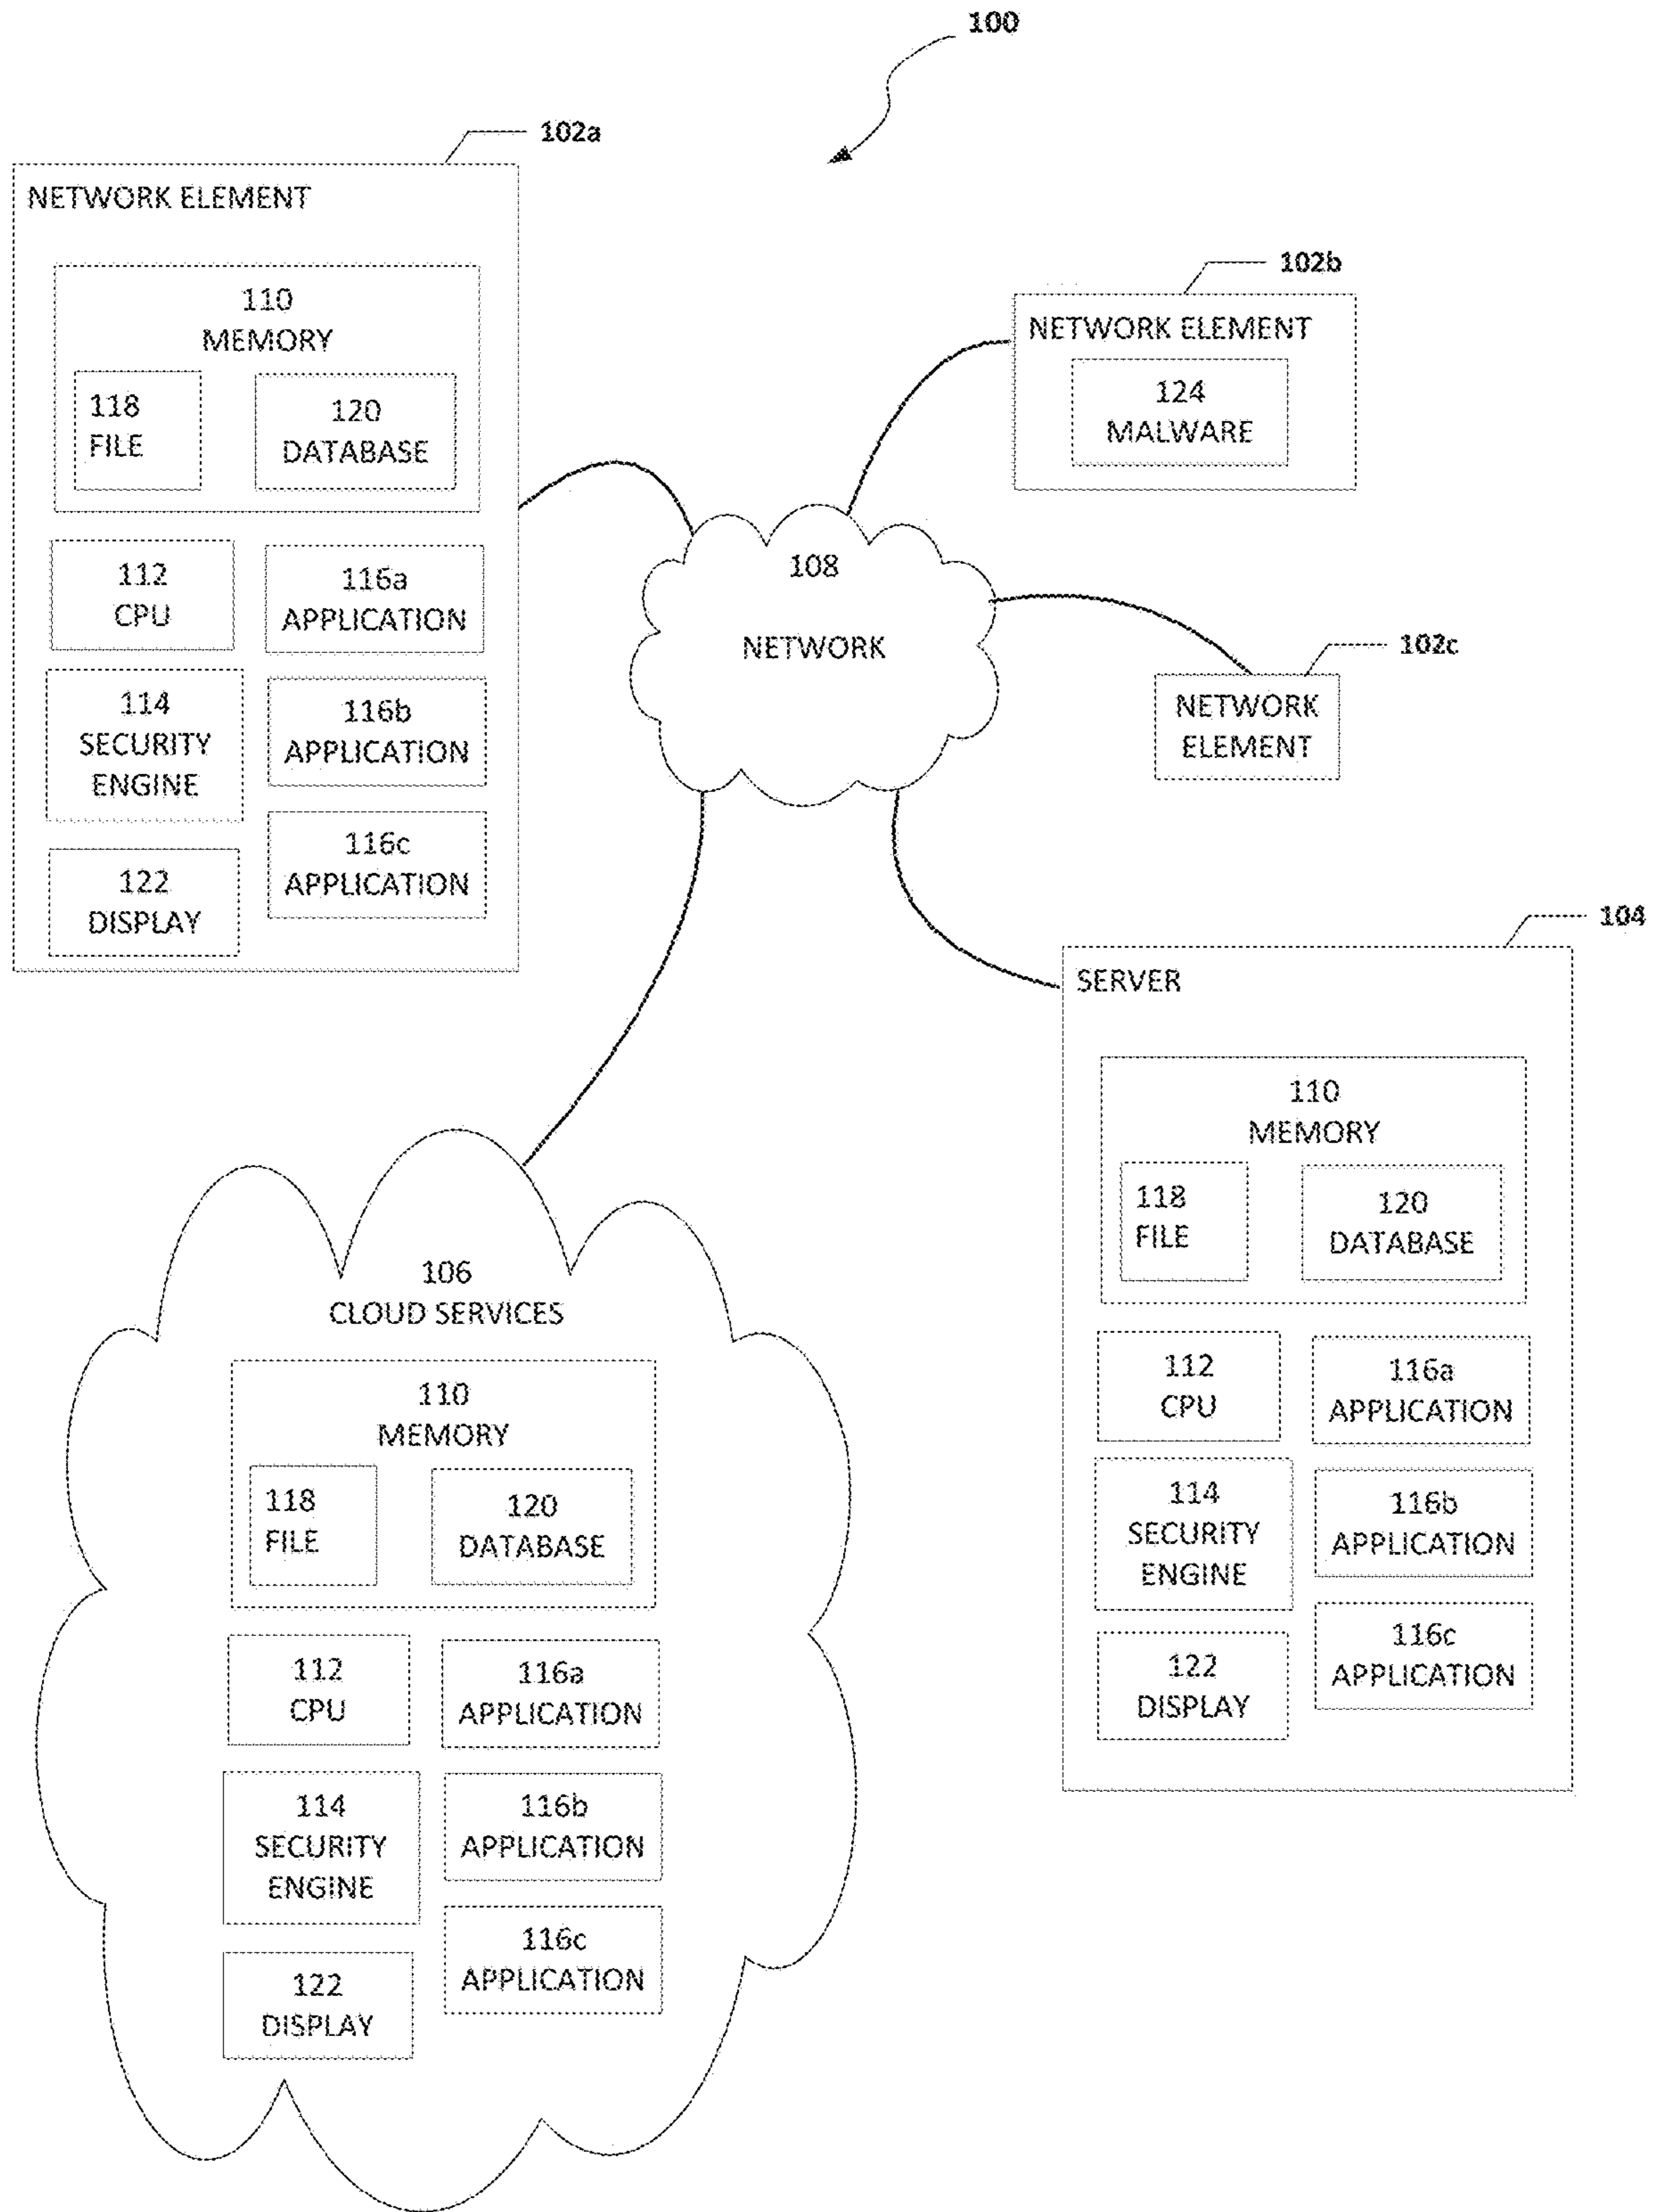 100
102a
NETWORK ELEMENT
110
MEMORY
118
FILE
120
DATABASE
112
CPU
116a
APPLICATION
114
SECURITY
ENGINE
116b
APPLICATION
122
DISPLAY
116c
APPLICATION
102b
NETWORK ELEMENT
124
MALWARE
108
NETWORK
102c
NETWORK
ELEMENT
104
SERVER
110
MEMORY
118
FILE
120
DATABASE
112
CPU
116a
APPLICATION
114
SECURITY
ENGINE
116b
APPLICATION
122
DISPLAY
116c
APPLICATION
106
CLOUD SERVICES
110
MEMORY
118
FILE
120
DATABASE
112
CPU
116a
APPLICATION
114
SECURITY
ENGINE
116b
APPLICATION
122
DISPLAY
116c
APPLICATION